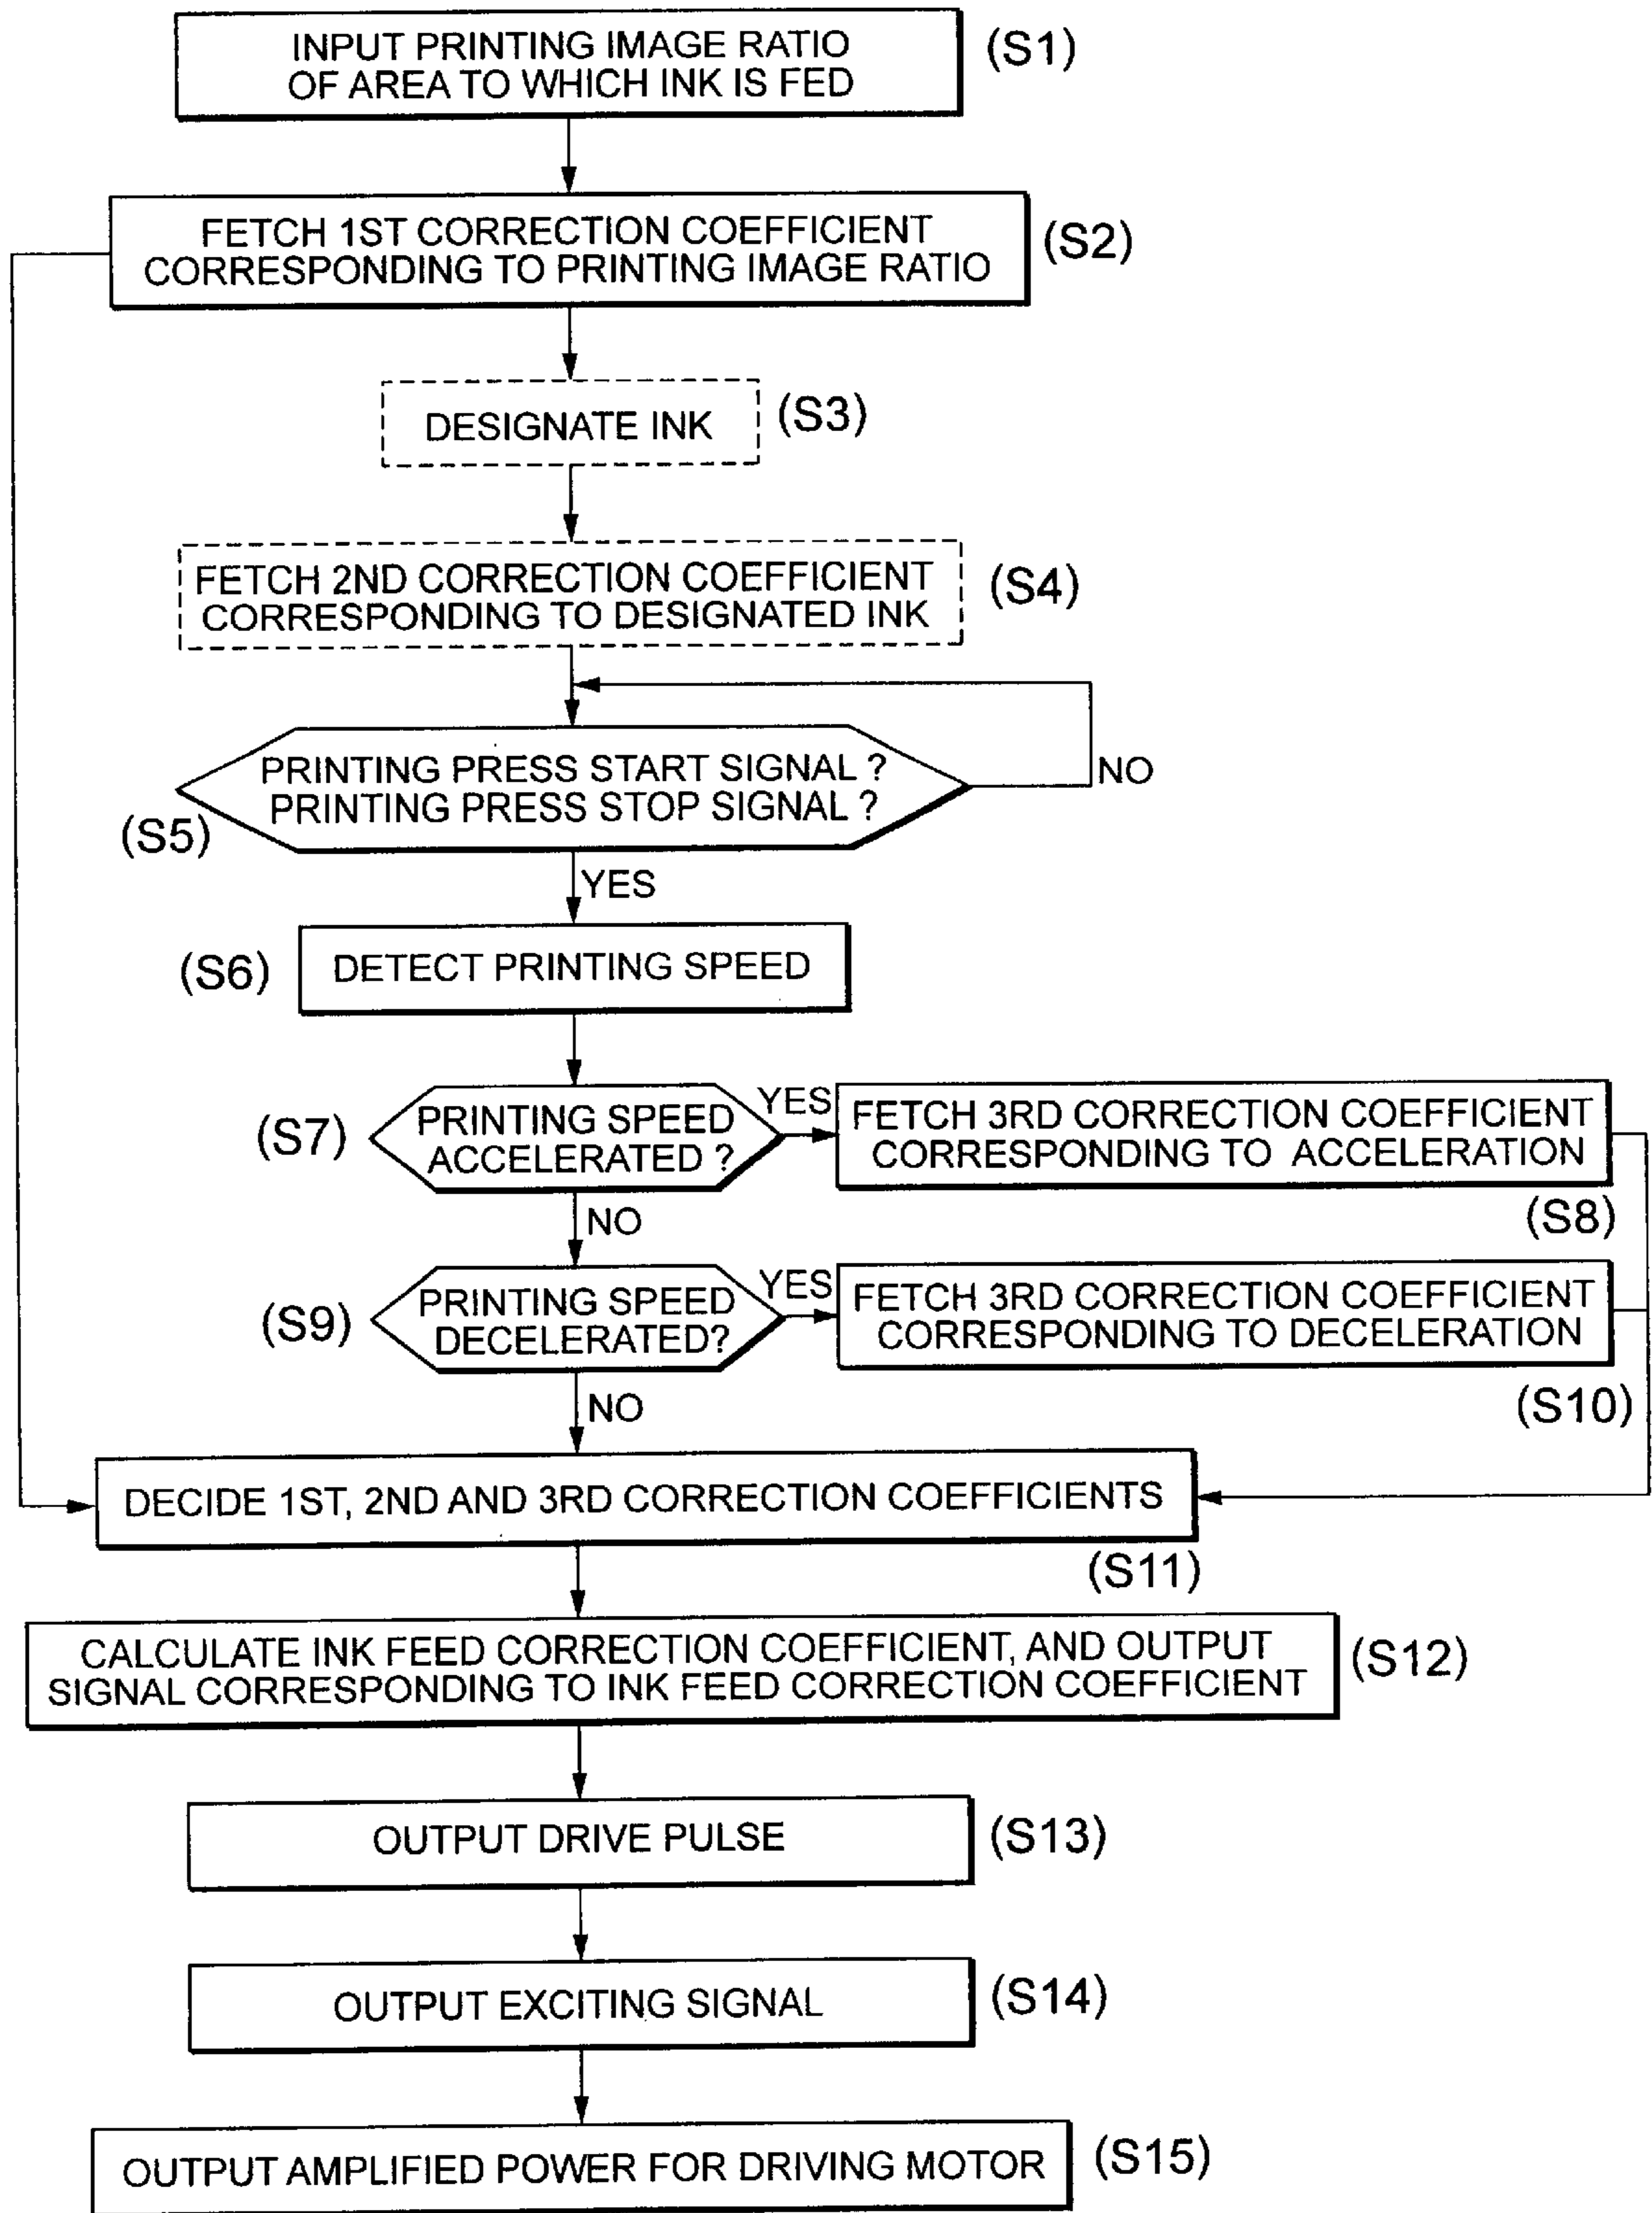 INPUT PRINTING IMAGE RATIO
OF AREA TO WHICH INK IS FED
(S1)
FETCH 1ST CORRECTION COEFFICIENT
CORRESPONDING TO PRINTING IMAGE RATIO
(S2)
DESIGNATE INK
(S3)
FETCH 2ND CORRECTION COEFFICIENT
CORRESPONDING TO DESIGNATED INK
(S4)
PRINTING PRESS START SIGNAL ?
PRINTING PRESS STOP SIGNAL ?
NO
(S5)
YES
(S6)
DETECT PRINTING SPEED
(S7)
PRINTING SPEED
ACCELERATED ?
YES
FETCH 3RD CORRECTION COEFFICIENT
CORRESPONDING TO ACCELERATION
(S8)
NO
(S9)
PRINTING SPEED
DECELERATED?
YES
FETCH 3RD CORRECTION COEFFICIENT
CORRESPONDING TO DECELERATION
(S10)
NO
DECIDE 1ST, 2ND AND 3RD CORRECTION COEFFICIENTS
(S11)
CALCULATE INK FEED CORRECTION COEFFICIENT, AND OUTPUT
SIGNAL CORRESPONDING TO INK FEED CORRECTION COEFFICIENT
(S12)
OUTPUT DRIVE PULSE
(S13)
OUTPUT EXCITING SIGNAL
(S14)
OUTPUT AMPLIFIED POWER FOR DRIVING MOTOR
(S15)